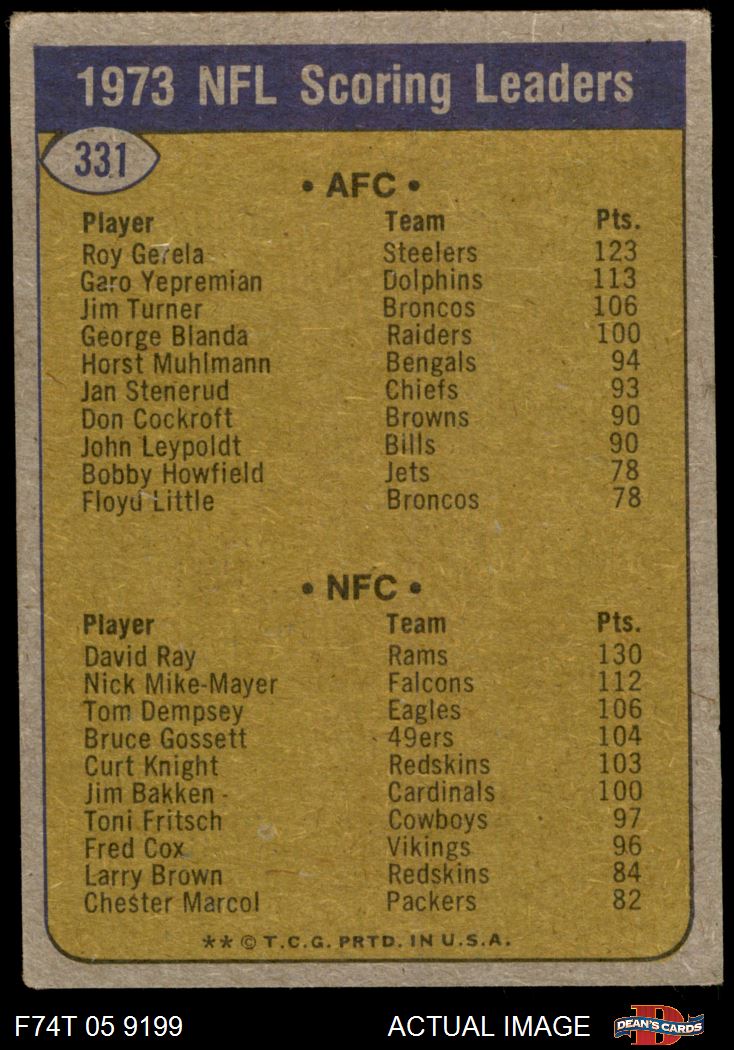 1973 NFL Scoring Leaders
331
• AFC •
Player Team Pts.
Roy Gerela Steelers 123
Garo Yepremian Dolphins 113
Jim Turner Broncos 106
George Blanda Raiders 100
Horst Muhlmann Bengals 94
Jan Stenerud Chiefs 93
Don Cockroft Browns 90
John Leypoldt Bills 90
Bobby Howfield Jets 78
Floyd Little Broncos 78
• NFC •
Player Team Pts.
David Ray Rams 130
Nick Mike-Mayer Falcons 112
Tom Dempsey Eagles 106
Bruce Gossett 49ers 104
Curt Knight Redskins 103
Jim Bakken Cardinals 100
Toni Fritsch Cowboys 97
Fred Cox Vikings 96
Larry Brown Redskins 84
Chester Marcol Packers 82
** © T.C.G. PRTD. IN U.S.A.
F74T 05 9199 ACTUAL IMAGE D DEAN'S CARDS